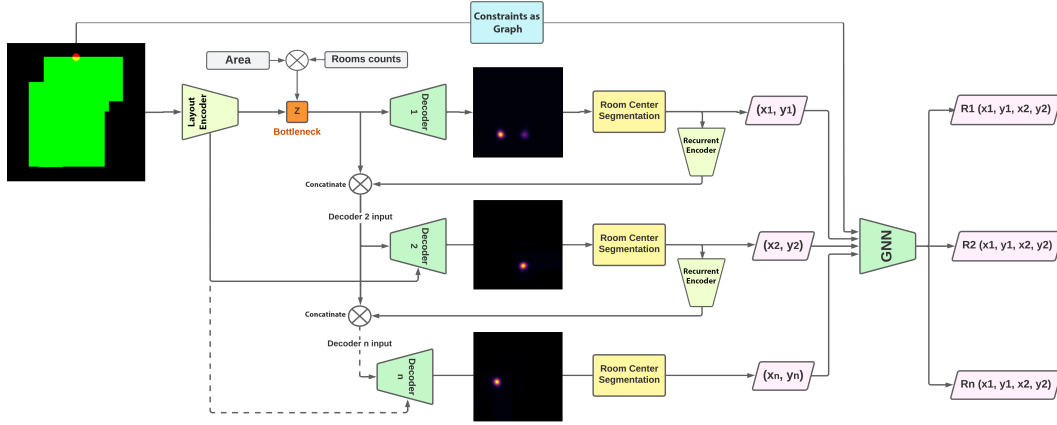 Constraints as
Graph
Area
Rooms counts
Layout
Encoder
Z
Bottleneck
Decoder
1
Room Center
Segmentation
(x1, y1)
R1 (x1, y1, x2, y2)
Recurrent
Encoder
Concatinate
Decoder 2 input
Decoder
2
Room Center
Segmentation
(x2, y2)
GNN
R2 (x1, y1, x2, y2)
Recurrent
Encoder
Concatinate
Decoder n input
Decoder
n
Room Center
Segmentation
(xn, yn)
Rn (x1, y1, x2, y2)